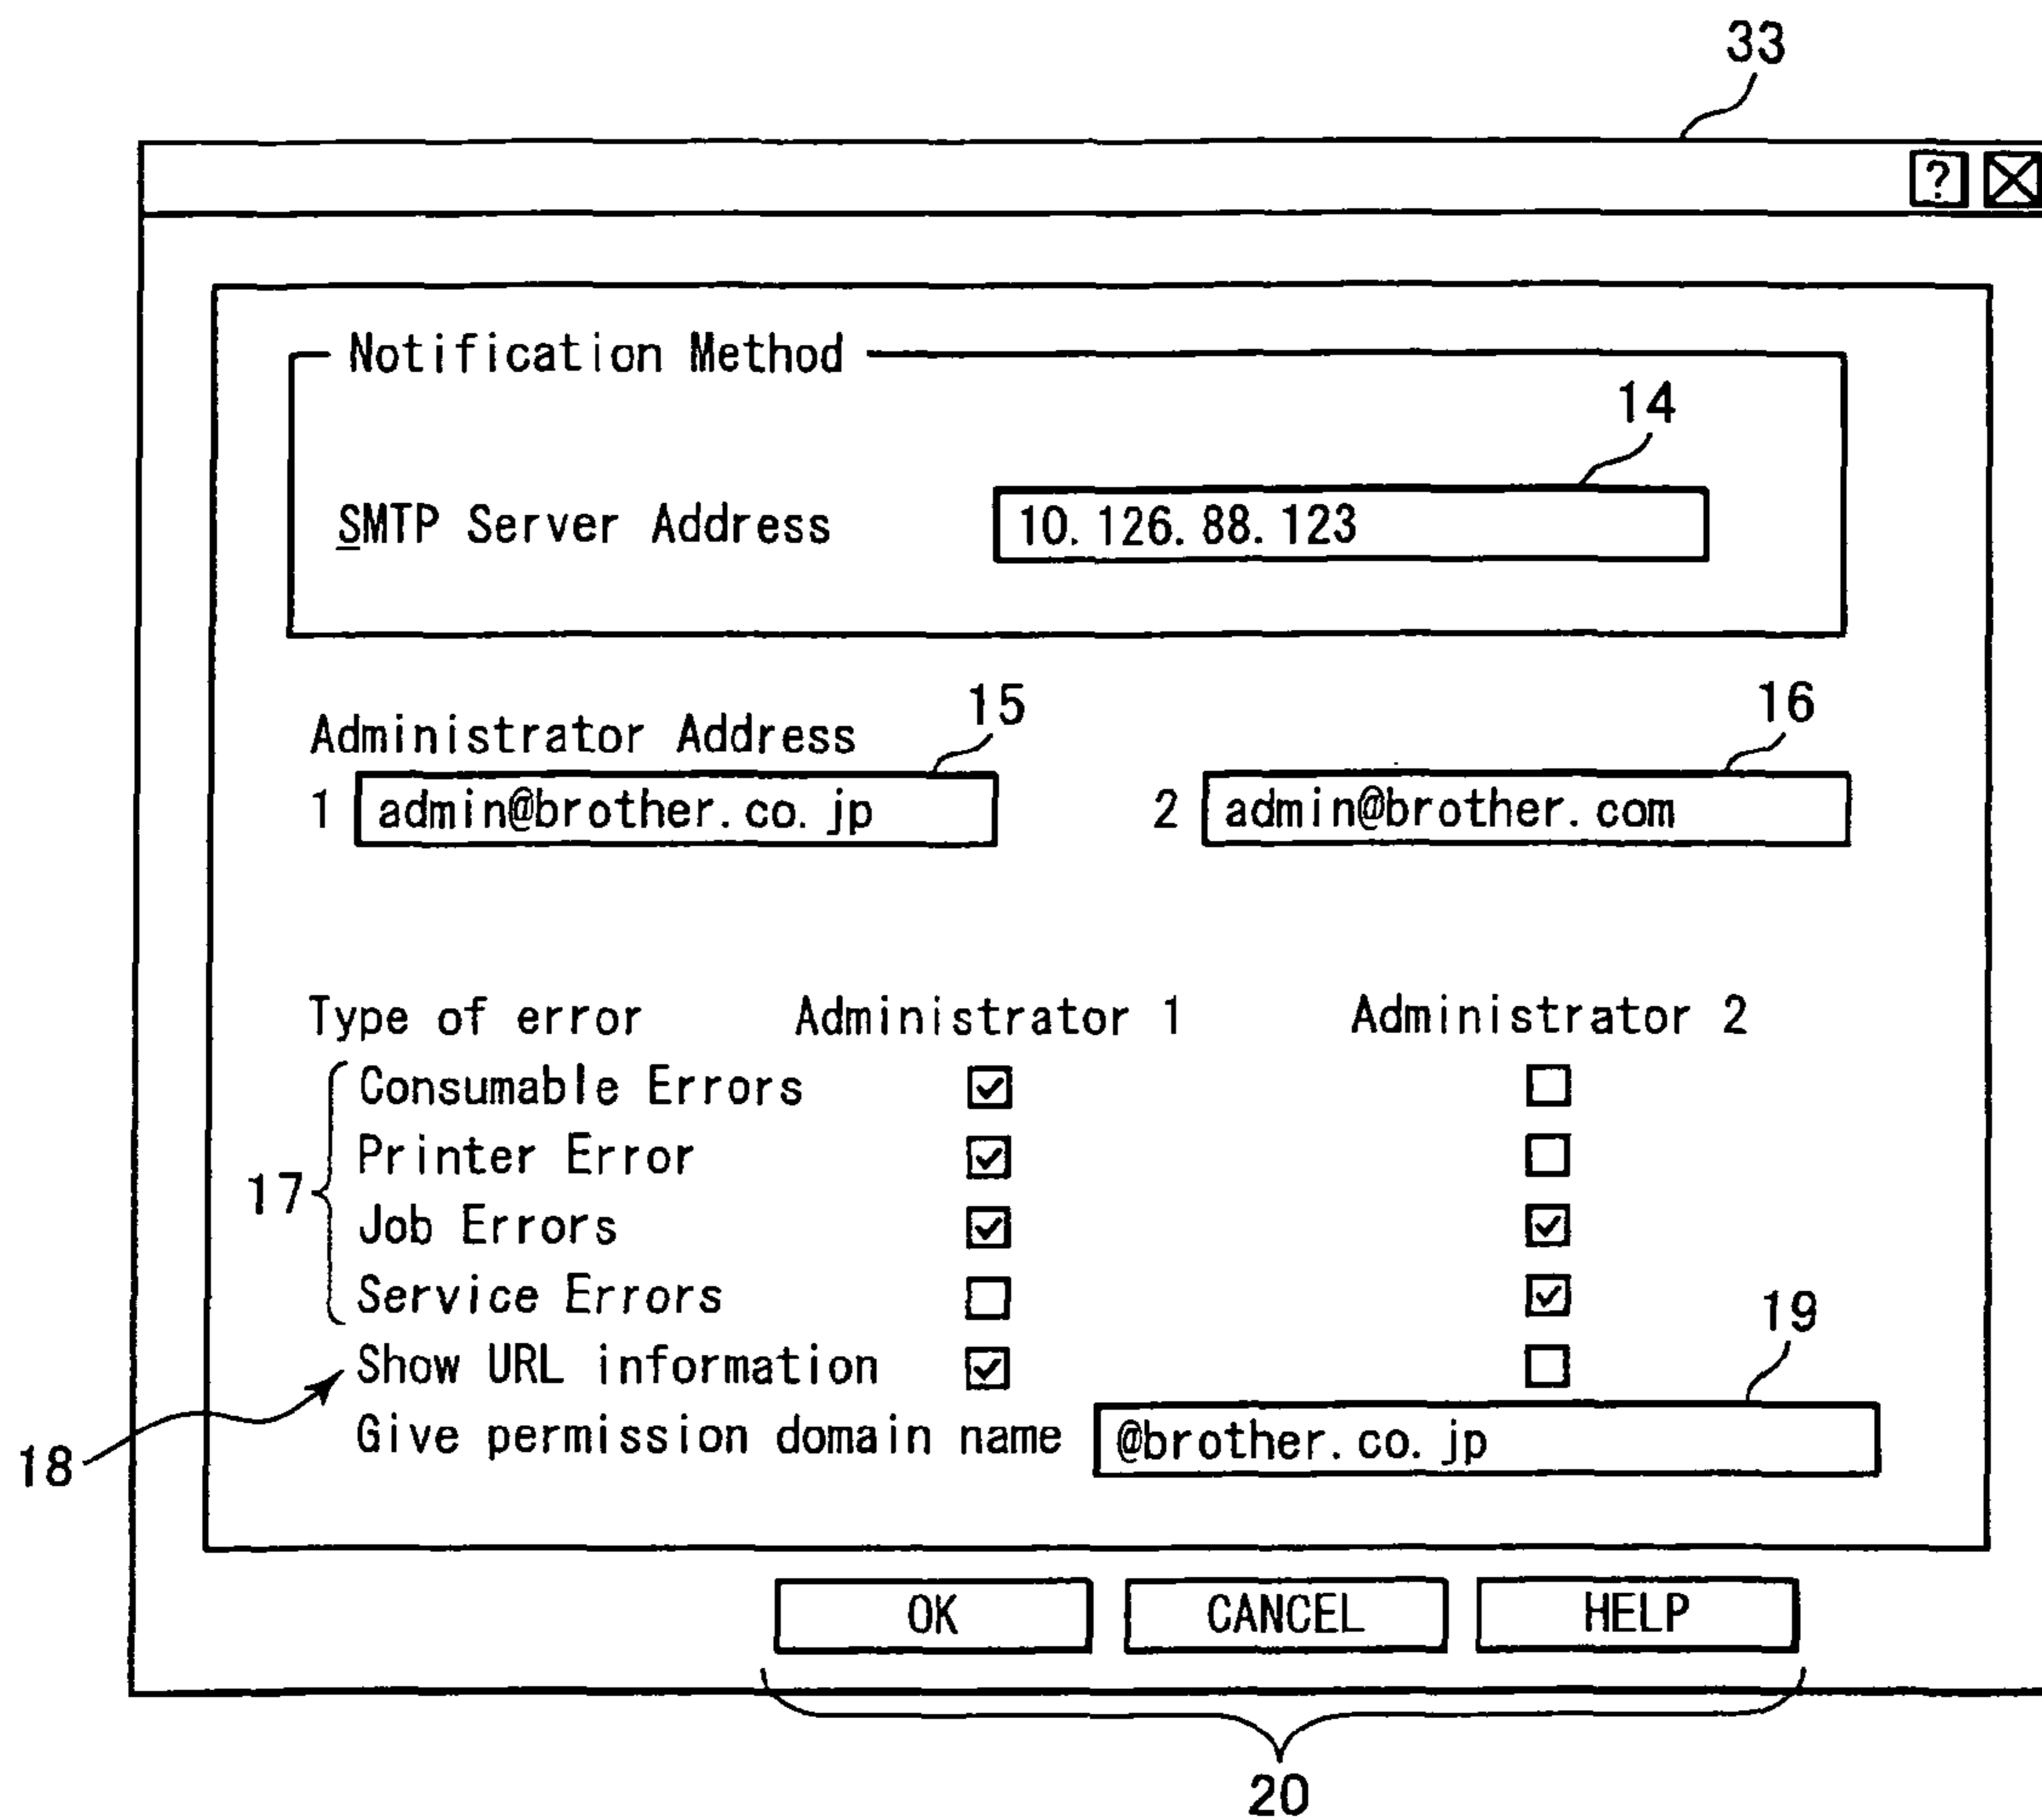 33
?
Notification Method
14
SMTP Server Address 10.126.88.123
15 16
Administrator Address
1 admin@brother.co.jp 2 admin@brother.com
Type of error Administrator 1 Administrator 2
Consumable Errors
Printer Error
17
Job Errors
Service Errors
19
Show URL information
Give permission domain name @brother.co.jp
18
OK CANCEL HELP
20